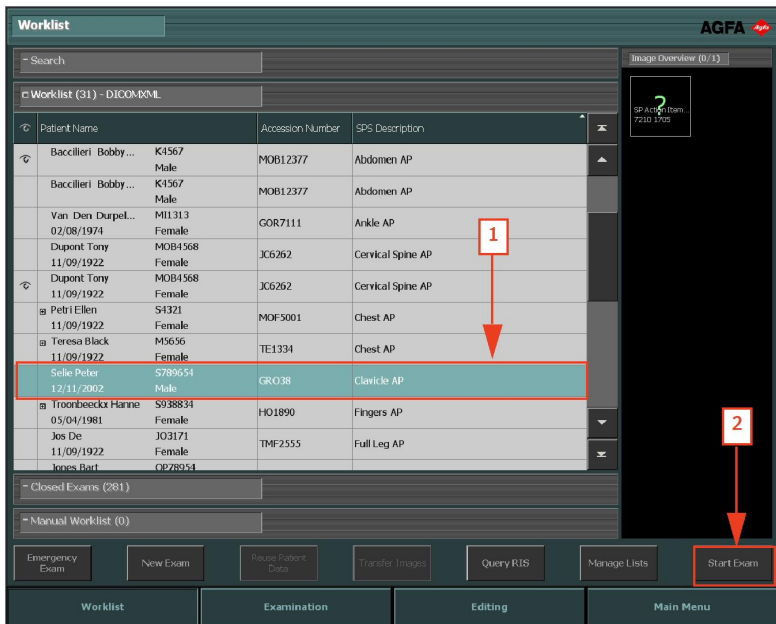 Worklist
AGFA
Search
Worklist (31) - DICOMXML
Image Overview (0/1)
?
SP Action Item...
7210 1705
Patient Name Accession Number SPS Description
Baccilieri Bobby... K4567
Male
MOB12377 Abdomen AP
Baccilieri Bobby... K4567
Male
MOB12377 Abdomen AP
Van Den Durpel... MI1313
02/08/1974 Female
GOR7111 Ankle AP
1
Dupont Tony MOB4568
11/09/1922 Female
JC6262 Cervical Spine AP
Dupont Tony MOB4568
11/09/1922 Female
JC6262 Cervical Spine AP
Petri Ellen S4321
11/09/1922 Female
MOF5001 Chest AP
Teresa Black M5656
11/09/1922 Female
TE1334 Chest AP
Selie Peter S789654
12/11/2002 Male
GRO38 Clavicle AP
Troonbeeckx Hanne S938834
05/04/1981 Female
HO1890 Fingers AP
2
Jos De JO3171
11/09/1922 Female
TMF2555 Full Leg AP
Jones Bart OP78954
Closed Exams (281)
Manual Worklist (0)
Emergency
Exam
New Exam
Reuse Patient
Data
Transfer Images
Query RIS
Manage Lists
Start Exam
Worklist Examination Editing Main Menu